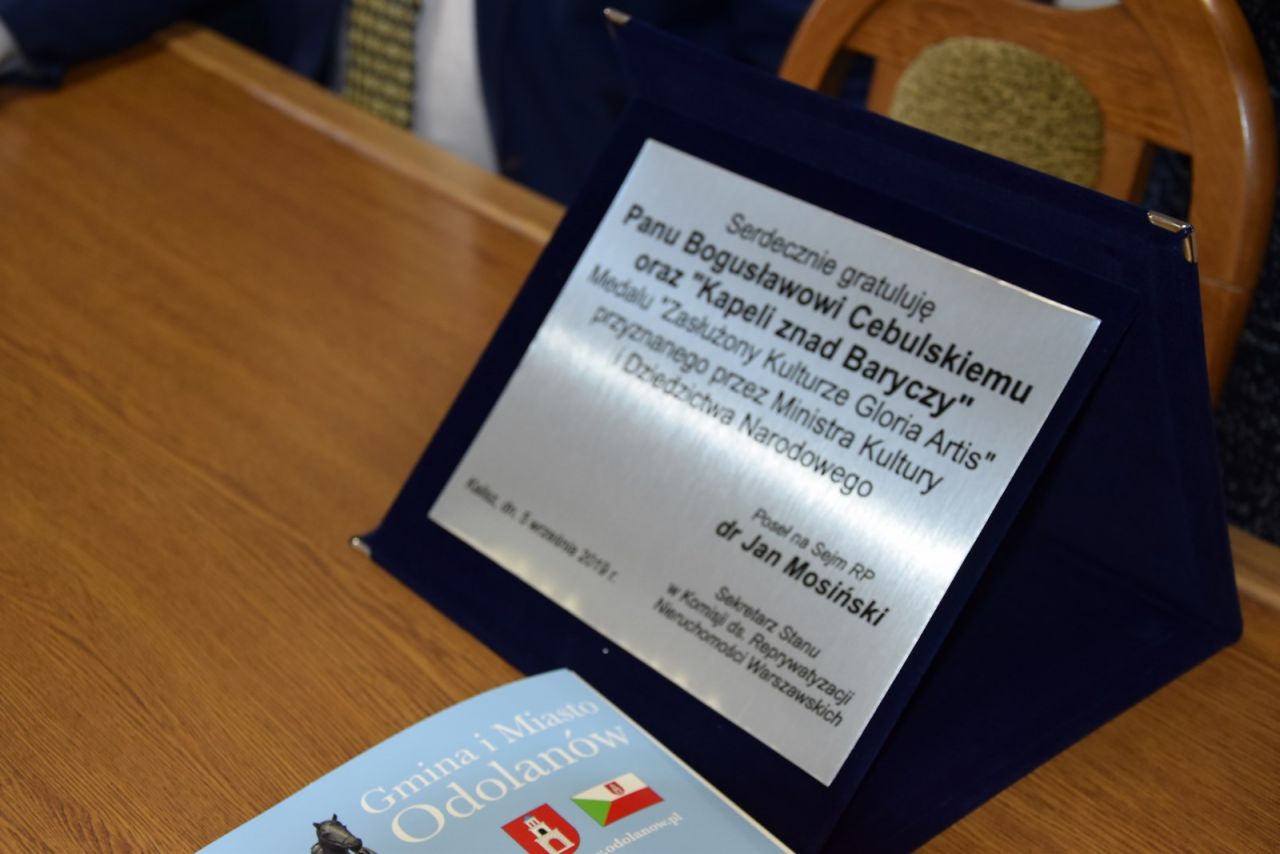 Serdecznie gratuluję
Panu Bogusławowi Cebulskiemu
oraz "Kapeli znad Baryczy"
Medalu "Zasłużony Kulturze Gloria Artis"
przyznanego przez Ministra Kultury
i Dziedzictwa Narodowego
Kalisz, dn. 5 września 2019 r.
Poseł na Sejm RP
dr Jan Mosiński
Sekretarz Stanu
w Komisji ds. Reprywatyzacji
Nieruchomości Warszawskich
Gmina i Miasto
Odolanów
.odolanow.pl